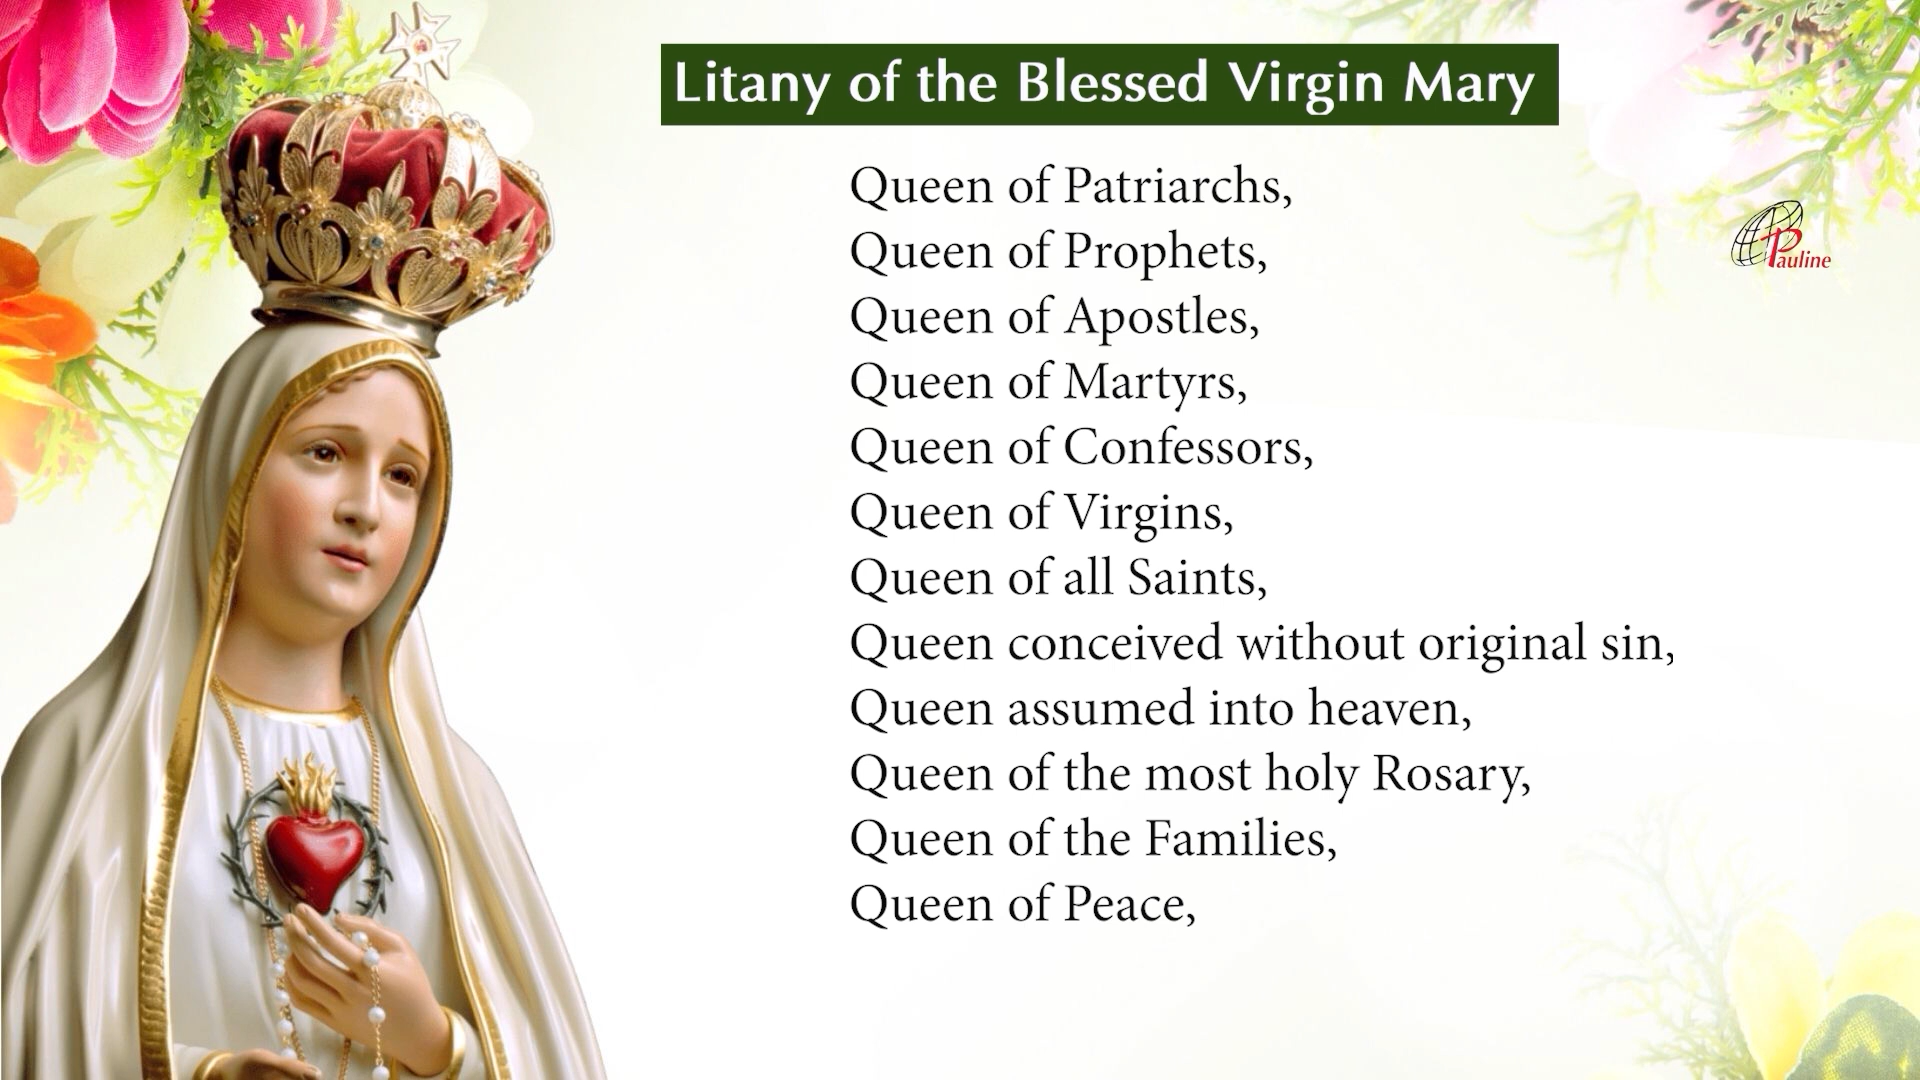 Litany of the Blessed Virgin Mary
Queen of Patriarchs,
Queen of Prophets,
Queen of Apostles,
Queen of Martyrs,
Queen of Confessors,
Queen of Virgins,
Queen of all Saints,
Queen conceived without original sin,
Queen assumed into heaven,
Queen of the most holy Rosary,
Queen of the Families,
Queen of Peace,
Pauline